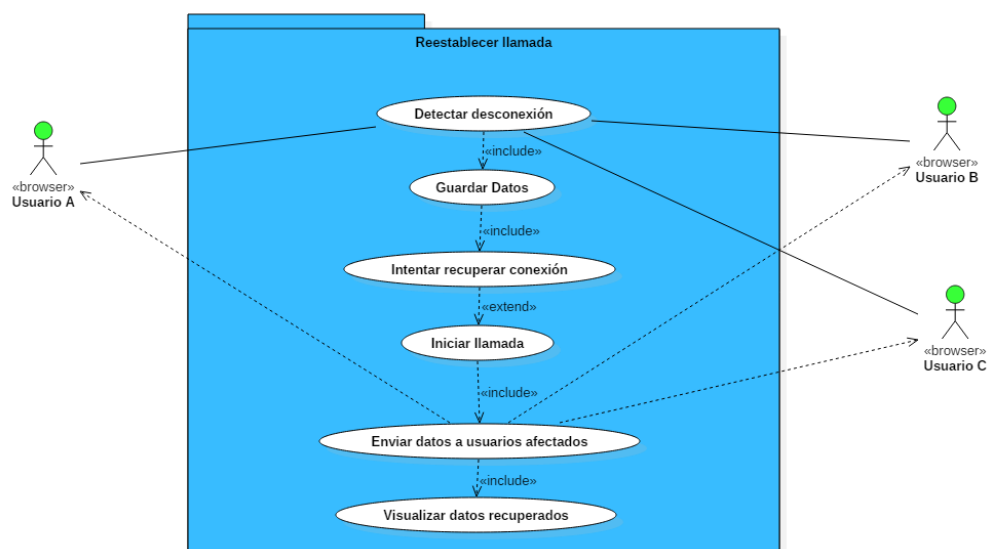 Reestablecer llamada
Detectar desconexión
«include»
«browser»
Usuario A
«browser»
Usuario B
Guardar Datos
«include»
Intentar recuperar conexión
«extend»
Iniciar llamada
«browser»
Usuario C
«include»
Enviar datos a usuarios afectados
«include»
Visualizar datos recuperados